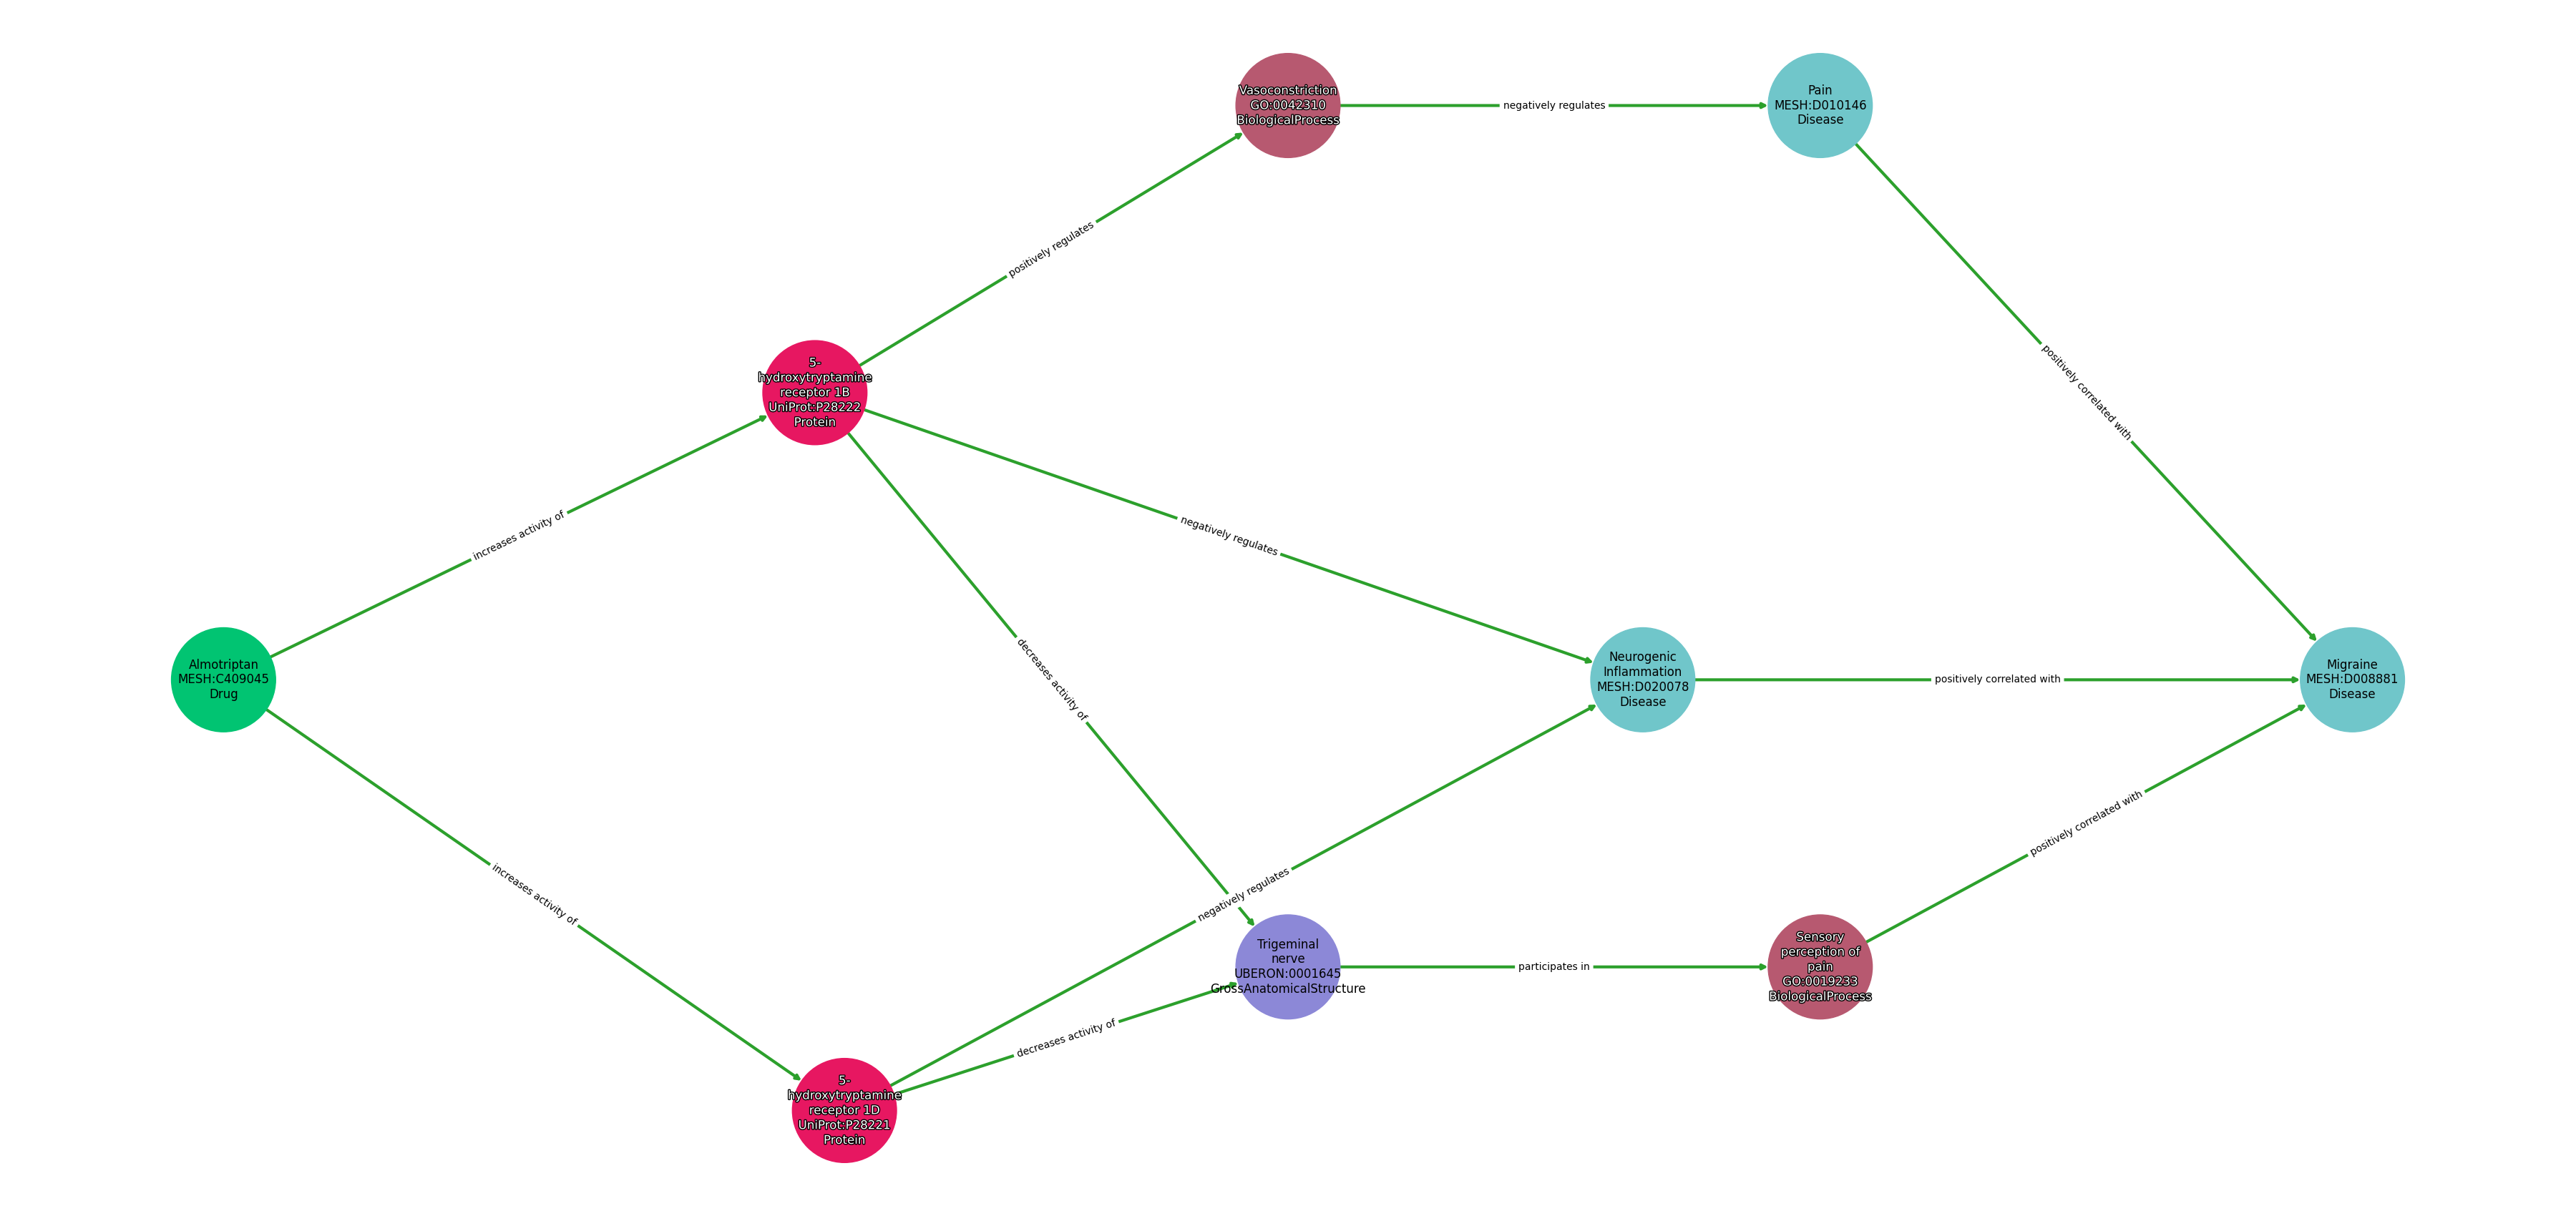 Vasoconstriction
GO:0042310
BiologicalProcess
negatively regulates
Pain
MESH:D010146
Disease
positively regulates
positively correlated with
5-
hydroxytryptamine
receptor 1B
UniProt:P28222
Protein
increases activity of
negatively regulates
decreases activity of
Almotriptan
MESH:C409045
Drug
Neurogenic
Inflammation
MESH:D020078
Disease
positively correlated with
Migraine
MESH:D008881
Disease
increases activity of
negatively regulates
positively correlated with
Trigeminal
nerve
UBERON:0001645
GrossAnatomicalStructure
participates in
Sensory
perception of
pain
GO:0019233
BiologicalProcess
decreases activity of
5-
hydroxytryptamine
receptor 1D
UniProt:P28221
Protein